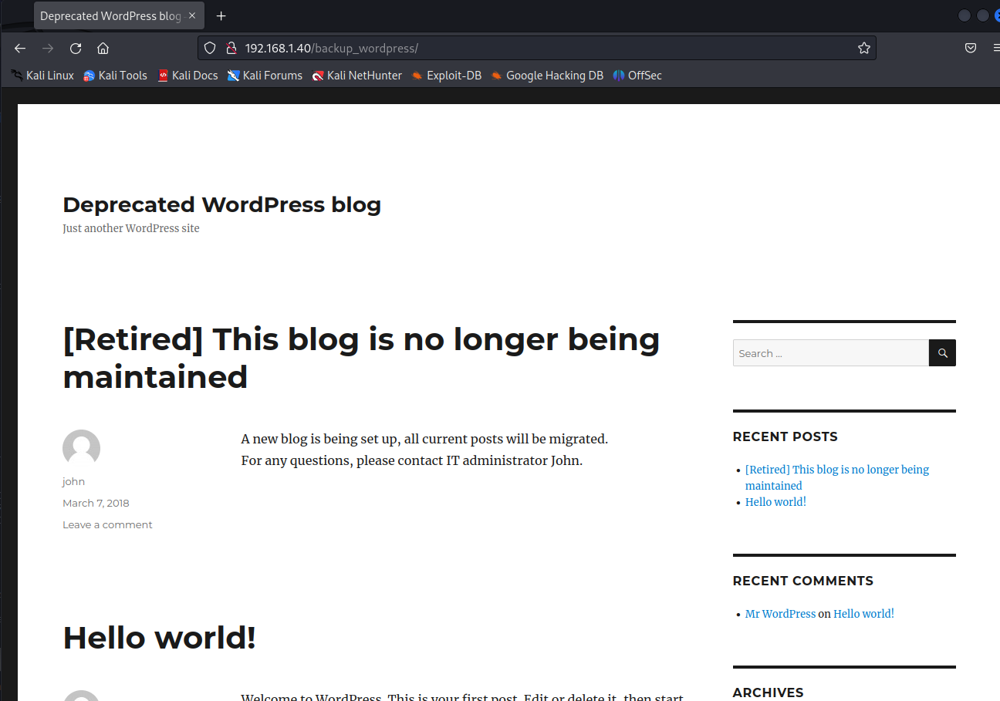 Deprecated WordPress blog -
192.168.1.40/backup_wordpress/
Kali Linux Kali Tools Kali Docs Kali Forums Kali NetHunter Exploit-DB Google Hacking DB OffSec
Deprecated WordPress blog
Just another WordPress site
[Retired] This blog is no longer being
maintained
john
March 7, 2018
Leave a comment
A new blog is being set up, all current posts will be migrated.
For any questions, please contact IT administrator John.
Hello world!
Welcome to WordPress. This is your first post. Edit or delete it, then start
Search ...
RECENT POSTS
[Retired] This blog is no longer being
maintained
Hello world!
RECENT COMMENTS
Mr WordPress on Hello world!
ARCHIVES